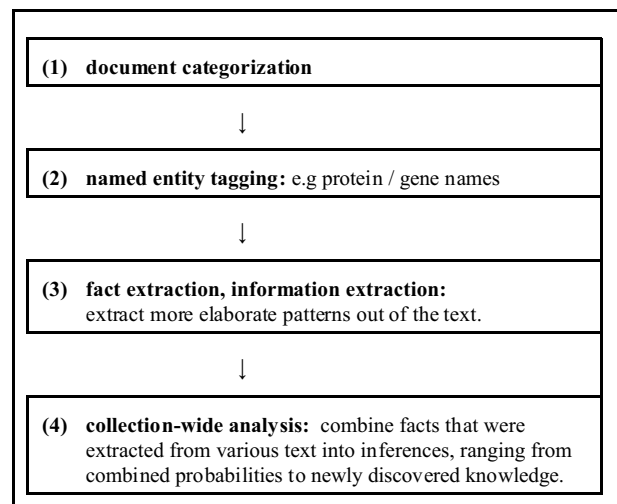 (1) document categorization
↓
(2) named entity tagging: e.g protein / gene names
↓
(3) fact extraction, information extraction:
extract more elaborate patterns out of the text.
↓
(4) collection-wide analysis: combine facts that were
extracted from various text into inferences, ranging from
combined probabilities to newly discovered knowledge.